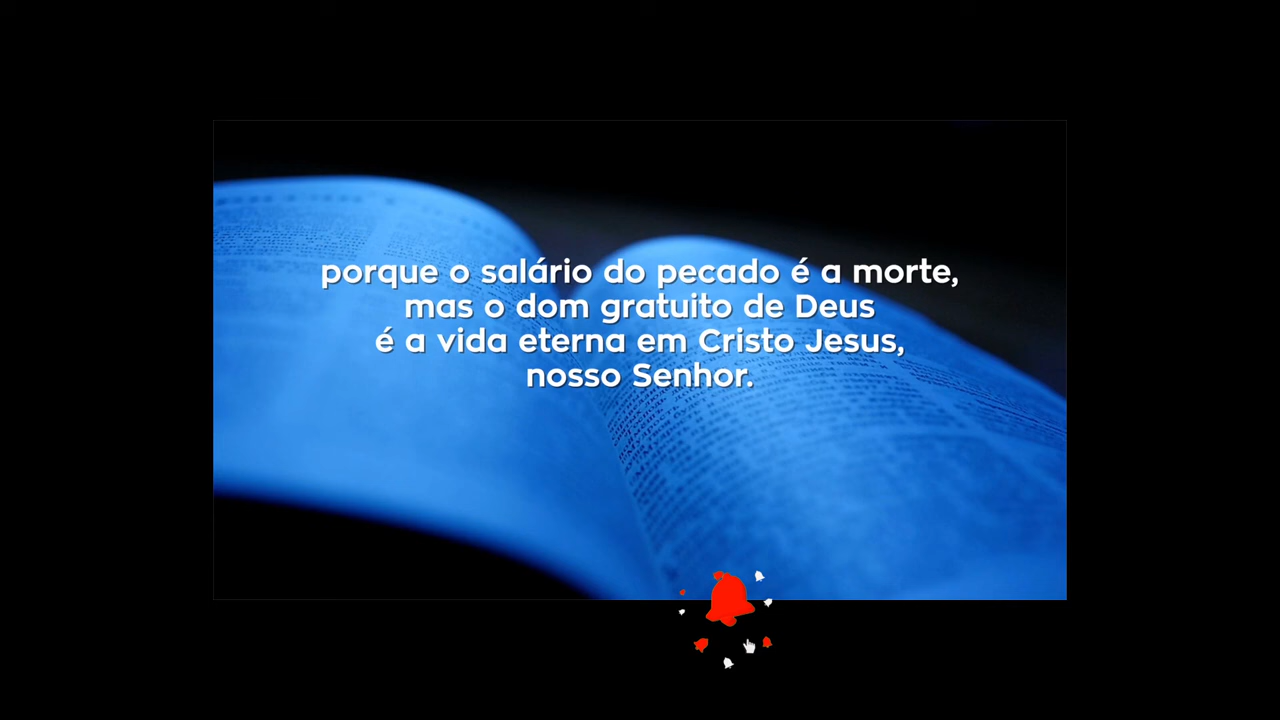 porque o salário do pecado é a morte,
mas o dom gratuito de Deus
é a vida eterna em Cristo Jesus,
nosso Senhor.